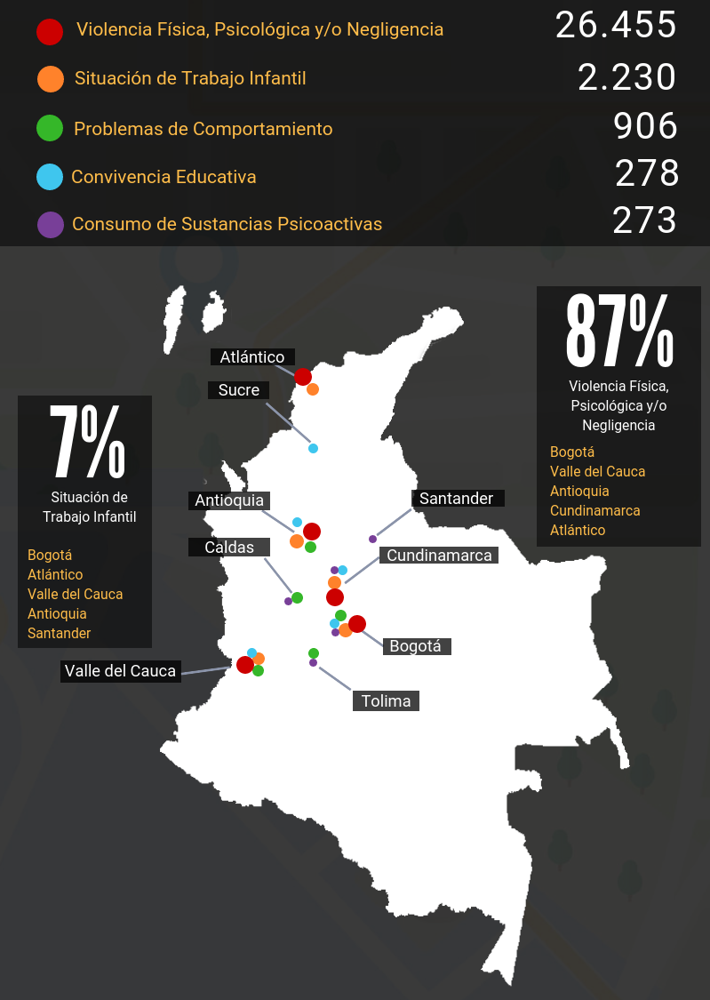 Violencia Física, Psicológica y/o Negligencia 26.455
Situación de Trabajo Infantil 2.230
Problemas de Comportamiento 906
Convivencia Educativa 278
Consumo de Sustancias Psicoactivas 273
87%
Violencia Física,
Psicológica y/o
Negligencia
Bogotá
Valle del Cauca
Antioquia
Cundinamarca
Atlántico
Atlántico
Sucre
7%
Situación de
Trabajo Infantil
Bogotá
Atlántico
Valle del Cauca
Antioquia
Santander
Antioquia
Santander
Caldas
Cundinamarca
Bogotá
Valle del Cauca
Tolima